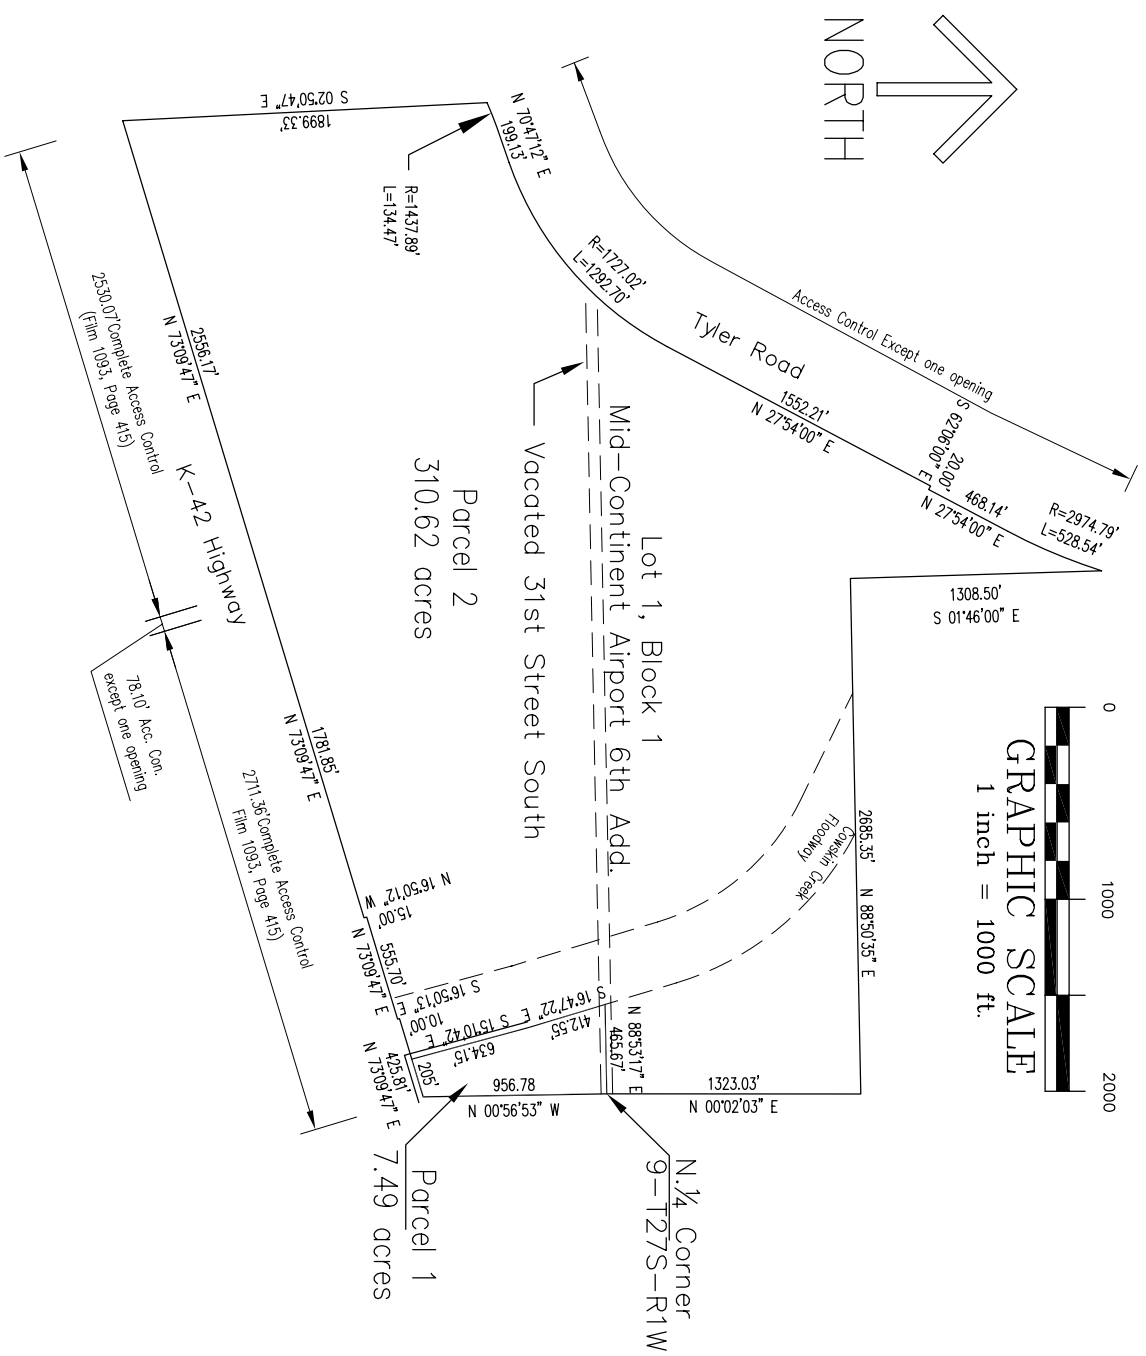 NORTH
S 02°50'47" E
1899.33'
N 70°47'12" E
199.13'
R=1437.89'
L=134.47'
R=1727.02'
L=1292.70'
Tyler Road
Access Control Except one opening
1552.21'
N 27°54'00" E
S 62°06'00" E
20.00'
468.14'
N 27°54'00" E
R=2974.79'
L=528.54'
1308.50'
S 01°46'00" E
0
1000
2000
GRAPHIC SCALE
1 inch = 1000 ft.
2685.35' N 88°50'35" E
Cowskin Creek
Floodway
Lot 1, Block 1
Mid-Continent Airport 6th Add.
Vacated 31st Street South
Parcel 2
310.62 acres
2556.17'
N 73°09'47" E
2530.07'Complete Access Control
(Film 1093, Page 415)
K-42 Highway
78.10' Acc. Con.
except one opening
1781.85'
N 73°09'47" E
2711.36'Complete Access Control
Film 1093, Page 415)
N 16°50'12" W
15.00'
555.70'
N 73°09'47" E
S 16°50'13" E
10.00'
S 15°10'42" E
634.15'
S 16°47'22" E
412.55'
N 88°53'17" E
465.67'
205'
425.81'
N 73°09'47" E
956.78
N 00°56'53" W
1323.03'
N 00°02'03" E
N.¼ Corner
9-T27S-R1W
Parcel 1
7.49 acres